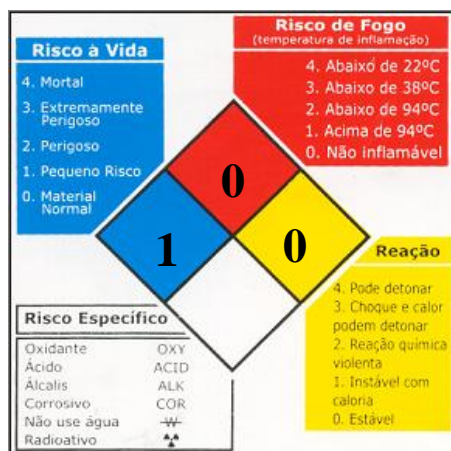 Risco à Vida
4. Mortal
3. Extremamente
Perigoso
2. Perigoso
1. Pequeno Risco
0. Material
Normal
Risco de Fogo
(temperatura de inflamação)
4. Abaixo de 22ºC
3. Abaixo de 38ºC
2. Abaixo de 94ºC
1. Acima de 94ºC
0. Não inflamável
0
1
0
Reação
4. Pode detonar
3. Choque e calor
podem detonar
2. Reação química
violenta
1. Instável com
caloria
0. Estável
Risco Específico
Oxidante OXY
Ácido ACID
Álcalis ALK
Corrosivo COR
Não use água W
Radioativo